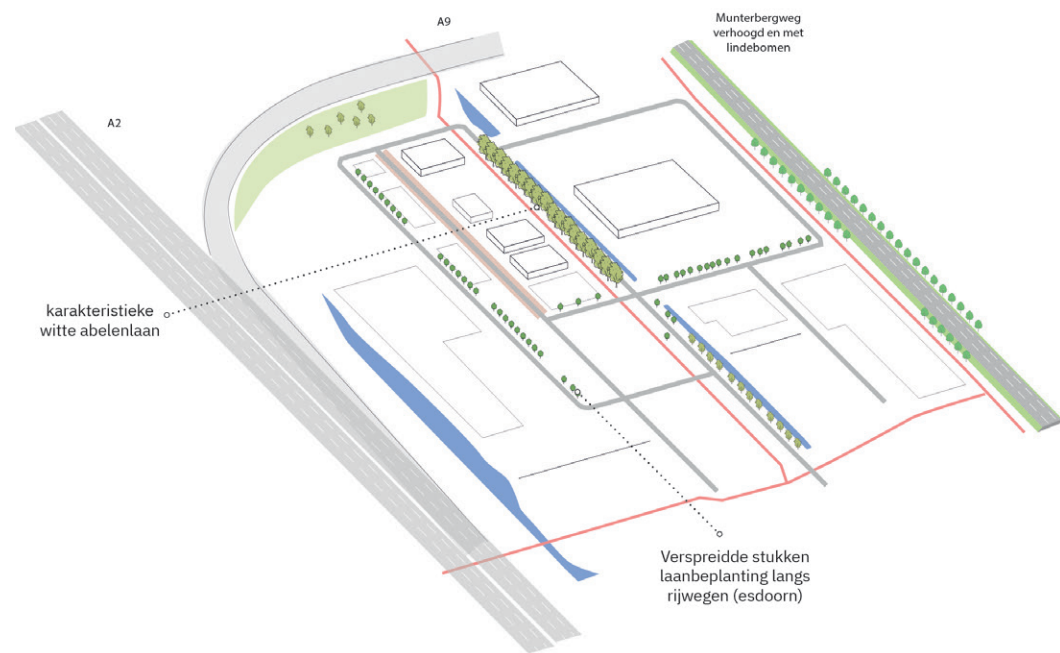 A9
Munterbergweg
verhoogd en met
lindebomen
A2
karakteristieke
witte abelenlaan
Verspreidde stukken
laanbeplanting langs
rijwegen (esdoorn)